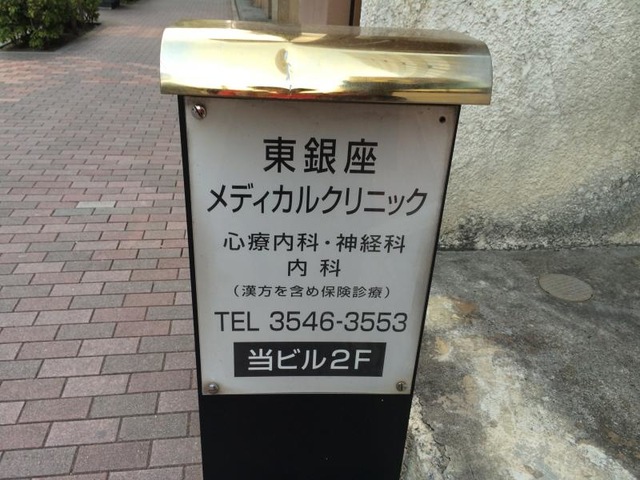 東銀座
メディカルクリニック
心療内科・神経科
内科
(漢方を含め保険診療)
TEL 3546-3553
当ビル2F